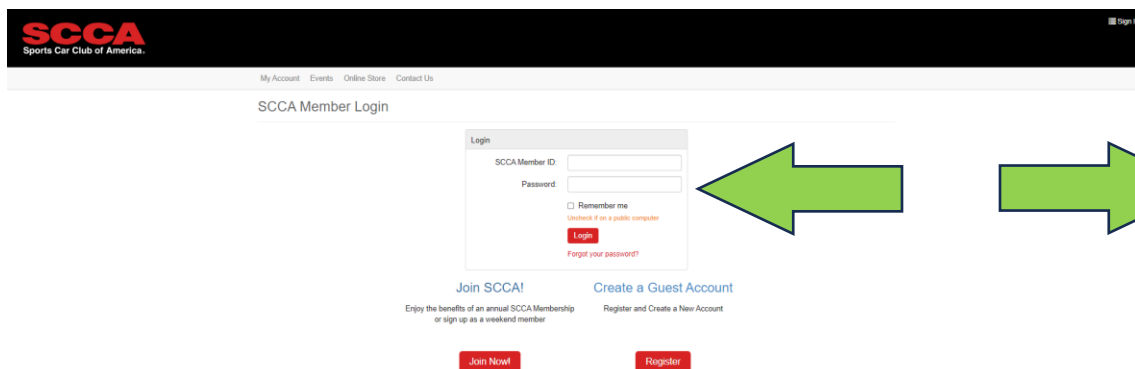 SCCA
Sports Car Club of America.
Sign I
My Account Events Online Store Contact Us
SCCA Member Login
Login
SCCA Member ID:
Password:
Remember me
Uncheck if on a public computer
Login
Forgot your password?
Join SCCA!
Enjoy the benefits of an annual SCCA Membership
or sign up as a weekend member
Join Now!
Create a Guest Account
Register and Create a New Account
Register